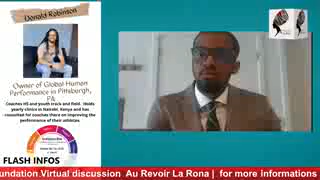 Donald Robinson
Owner of Global Human
Performance in Pittsburgh,
PA
Coaches HS and youth track and field. Holds
yearly clinics in Nairobi, Kenya and has
consulted for coaches there on improving the
performance of their athletes.
FLASH INFOS
undation Virtual discussion Au Revoir La Rona | for more informations